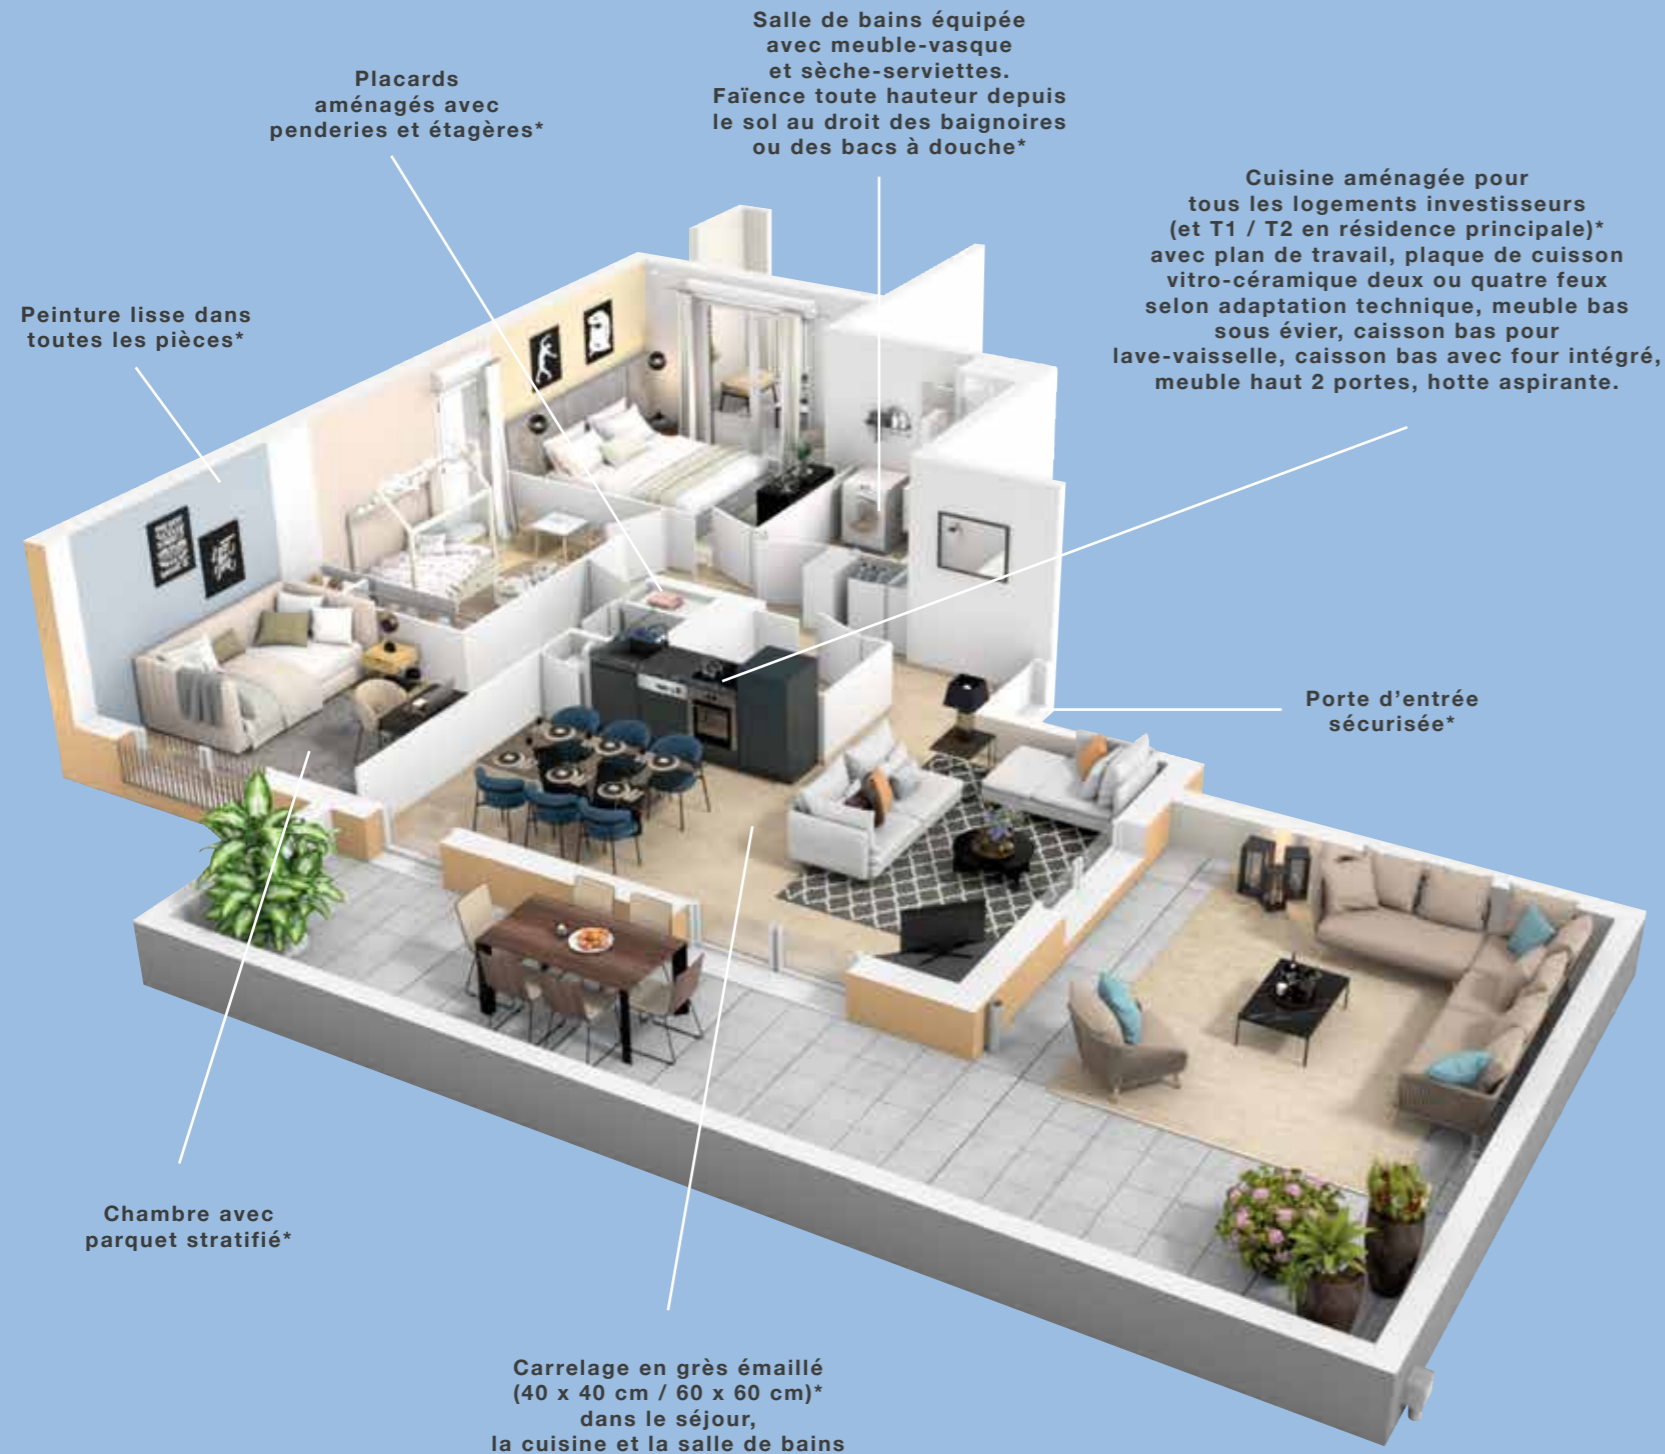 Salle de bains équipée
avec meuble-vasque
et sèche-serviettes.
Faïence toute hauteur depuis
le sol au droit des baignoires
ou des bacs à douche*
Placards
aménagés avec
penderies et étagères*
Cuisine aménagée pour
tous les logements investisseurs
(et T1 / T2 en résidence principale)*
avec plan de travail, plaque de cuisson
vitro-céramique deux ou quatre feux
selon adaptation technique, meuble bas
sous évier, caisson bas pour
lave-vaisselle, caisson bas avec four intégré,
meuble haut 2 portes, hotte aspirante.
Peinture lisse dans
toutes les pièces*
Porte d'entrée
sécurisée*
Chambre avec
parquet stratifié*
Carrelage en grès émaillé
(40 x 40 cm / 60 x 60 cm)*
dans le séjour,
la cuisine et la salle de bains